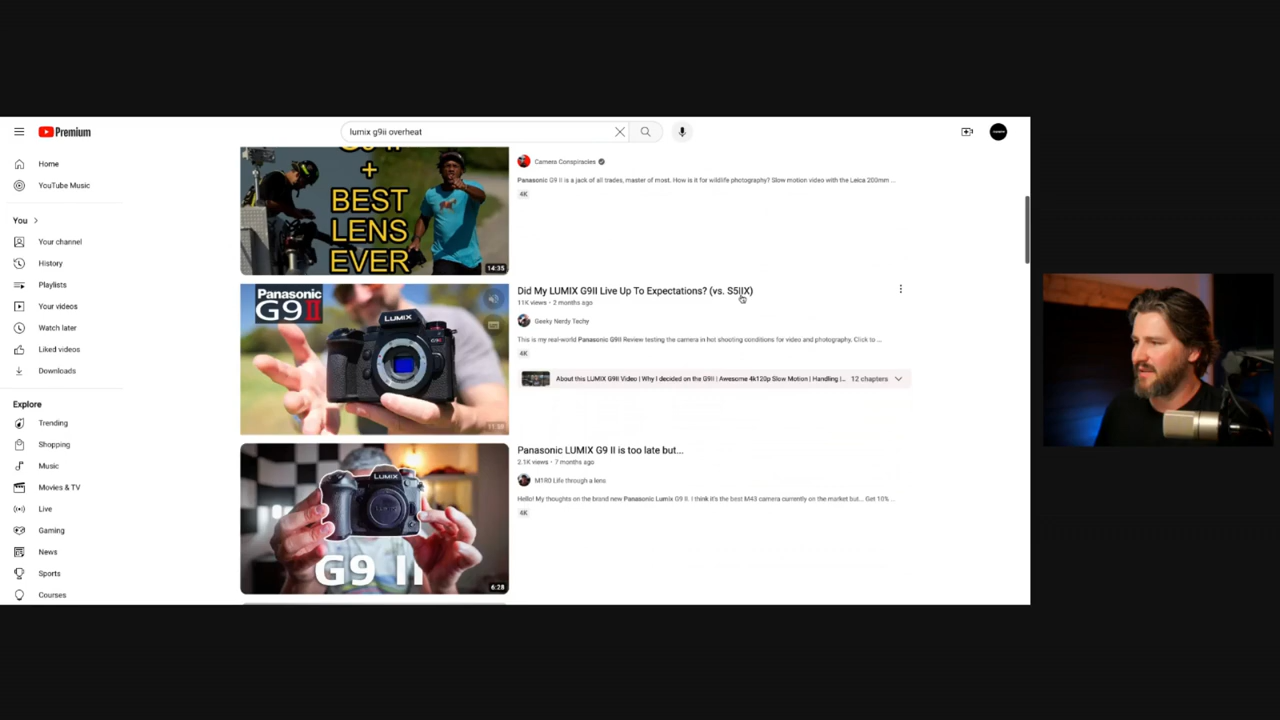 Premium
lumix g9ii overheat
Home
YouTube Music
You
Your channel
History
Playlists
Your videos
Watch later
Liked videos
Downloads
Explore
Trending
Shopping
Music
Movies & TV
Live
Gaming
News
Sports
Courses
+
BEST
LENS
EVER
14:35
Camera Conspiracies
Panasonic G9 II is a jack of all trades, master of most. How is it for wildlife photography? Slow motion video with the Leica 200mm ...
4K
Panasonic
G9II
LUMIX
11:38
Did My LUMIX G9II Live Up To Expectations? (vs. S5IIX)
11K views • 2 months ago
Geeky Nerdy Techy
This is my real-world Panasonic G9II Review testing the camera in hot shooting conditions for video and photography. Click to ...
4K
About this LUMIX G9II Video | Why I decided on the G9II | Awesome 4k120p Slow Motion | Handling |... 12 chapters
LUMIX
G9 II
6:28
Panasonic LUMIX G9 II is too late but...
2.1K views • 7 months ago
M1R0 Life through a lens
Hello! My thoughts on the brand new Panasonic Lumix G9 II. I think it's the best M43 camera currently on the market but... Get 10% ...
4K